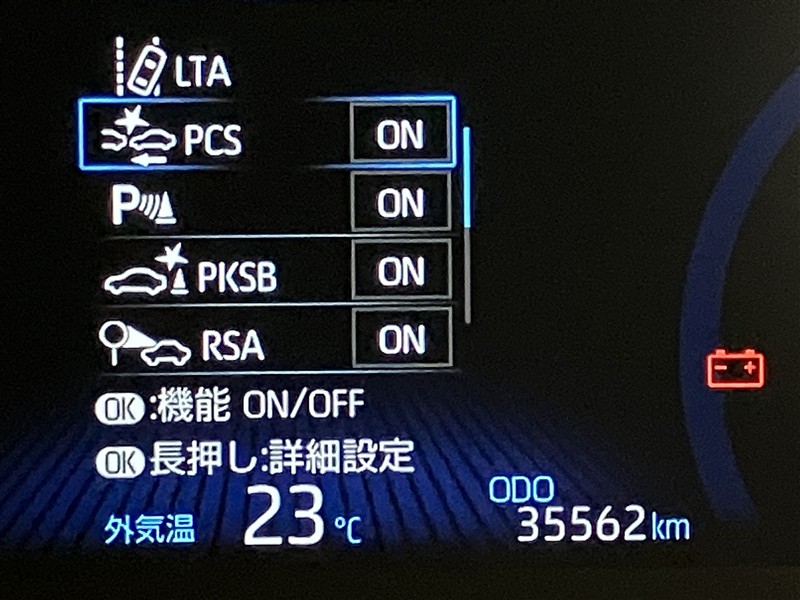 LTA
PCS ON
P ON
PKSB ON
RSA ON
OK:機能 ON/OFF
OK長押し:詳細設定
外気温 23℃
ODO
35562km